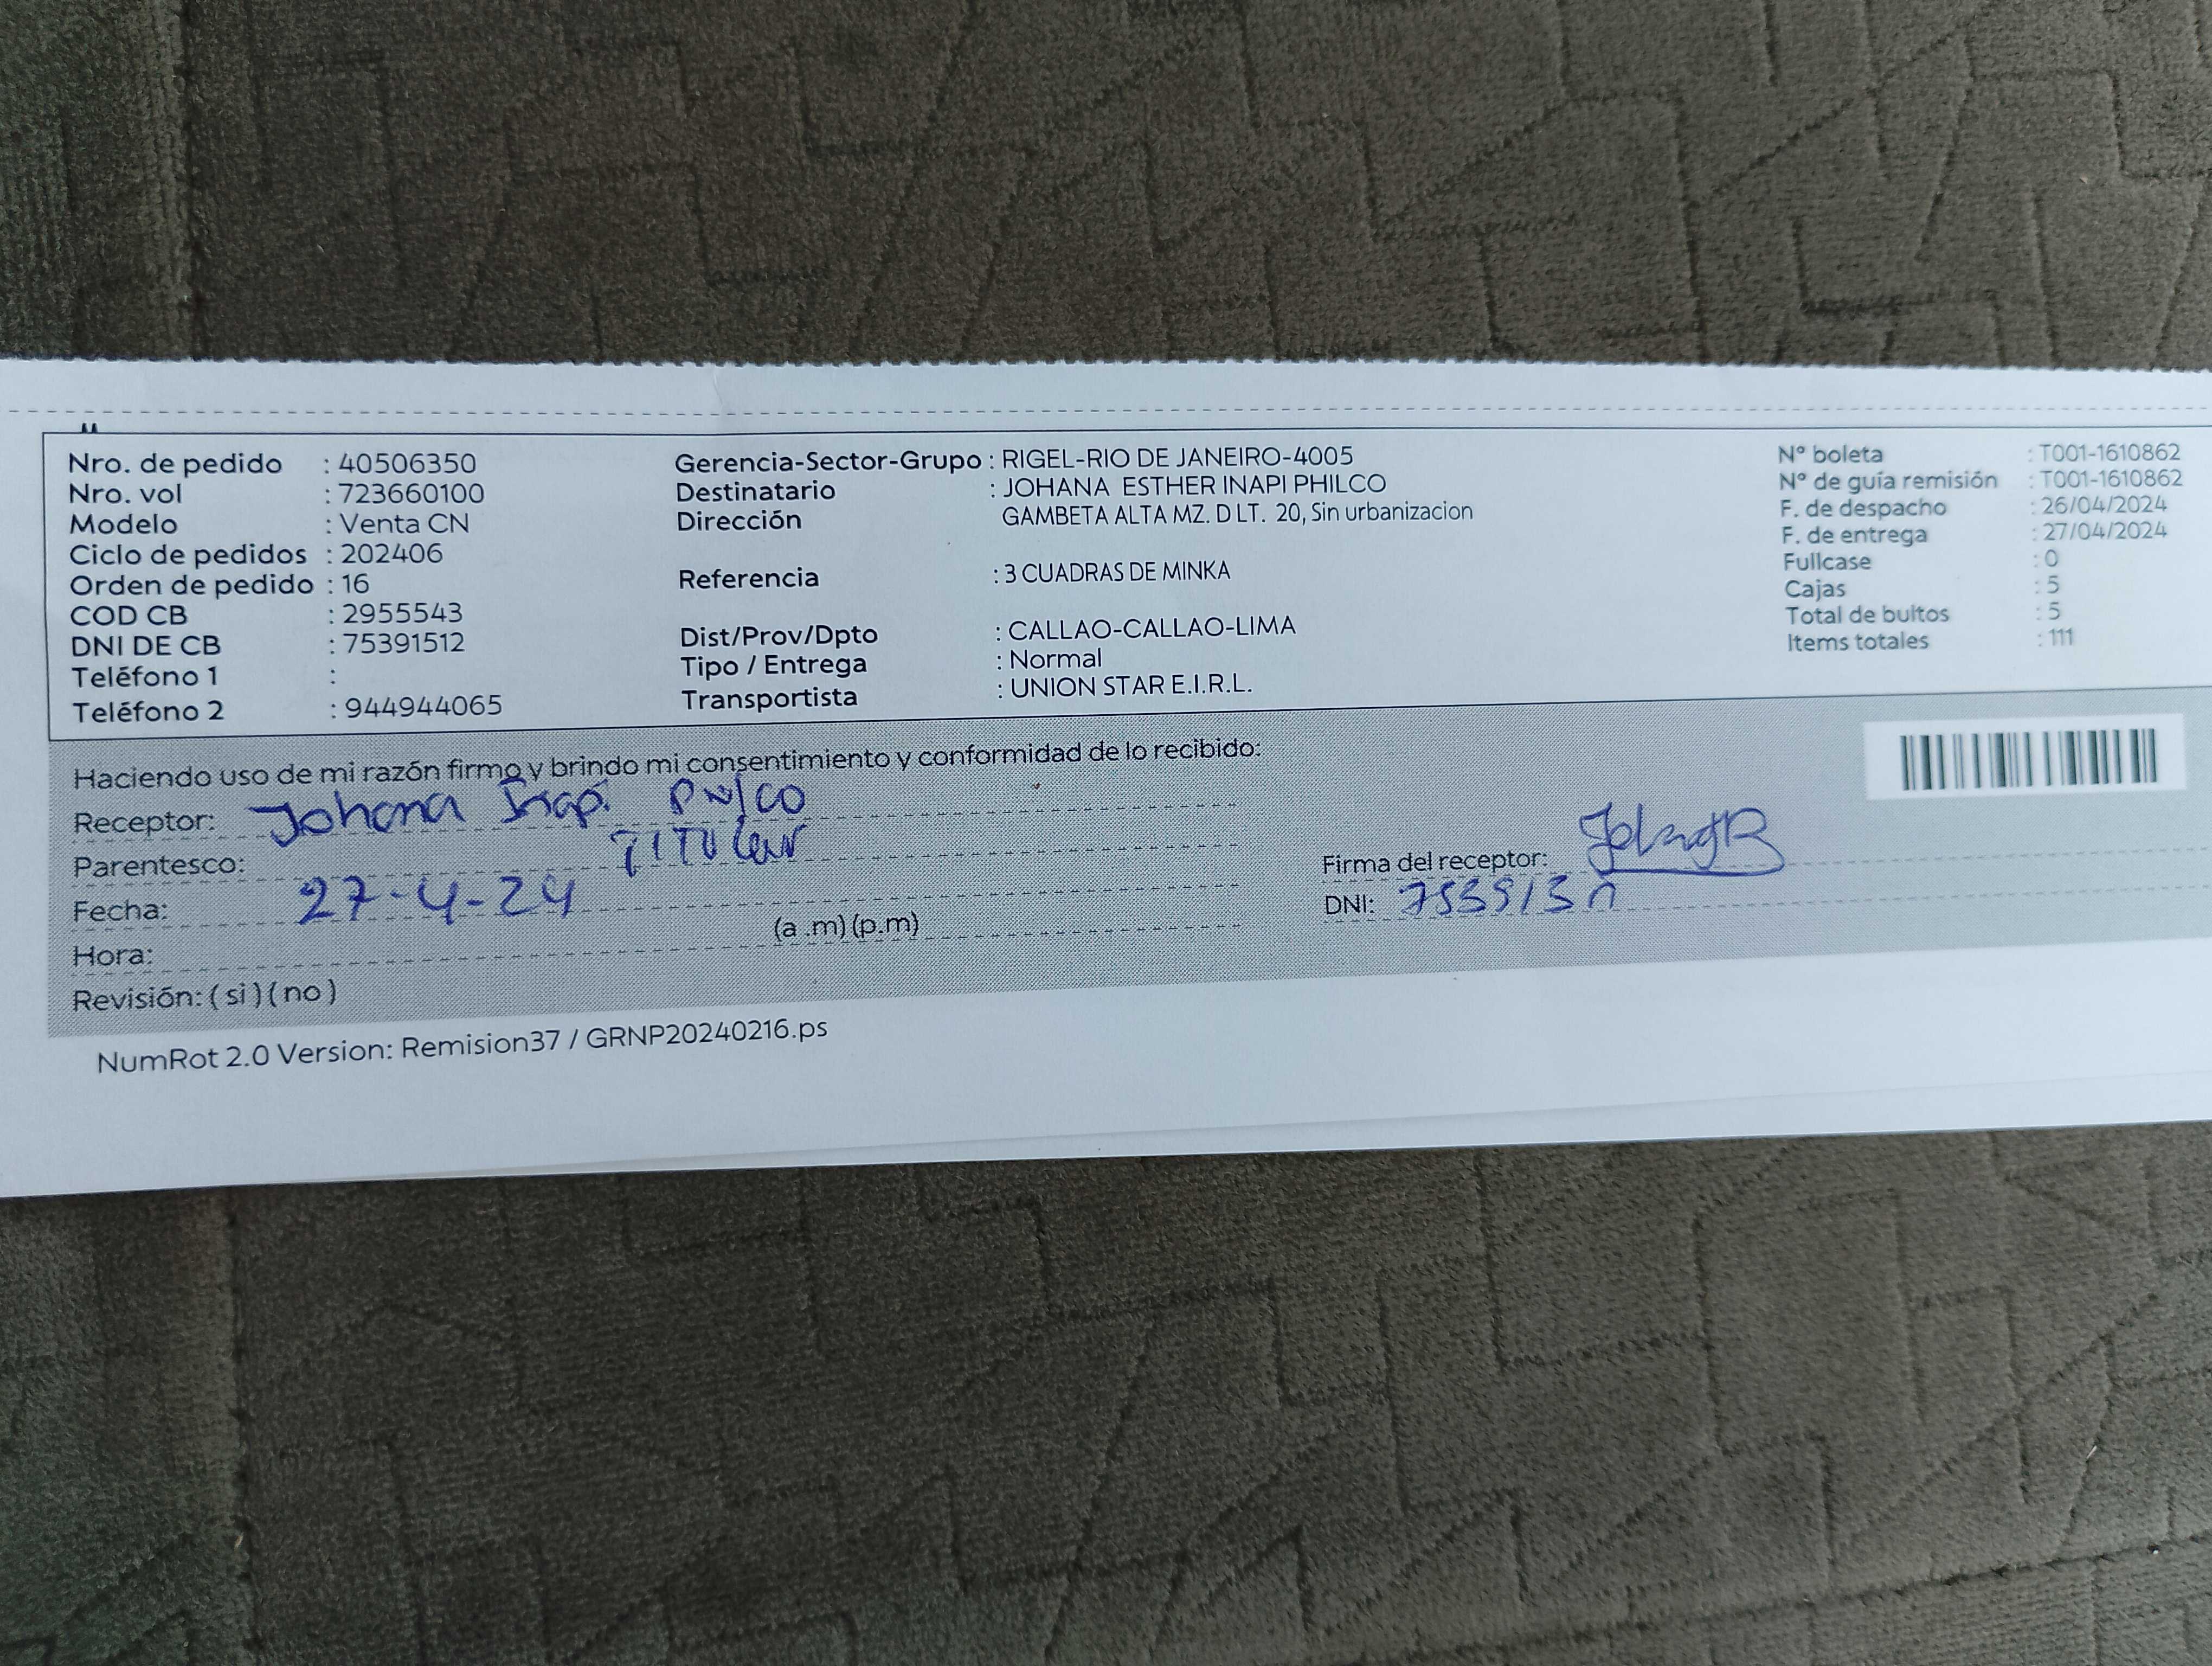 Nro. de pedido : 40506350
Nro. vol : 723660100
Modelo : Venta CN
Ciclo de pedidos : 202406
Orden de pedido : 16
COD CB : 2955543
DNI DE CB : 75391512
Teléfono 1 :
Teléfono 2 : 944944065
Gerencia-Sector-Grupo : RIGEL-RIO DE JANEIRO-4005
Destinatario : JOHANA ESTHER INAPI PHILCO
Dirección GAMBETA ALTA MZ. D LT. 20, Sin urbanizacion
Referencia : 3 CUADRAS DE MINKA
Dist/Prov/Dpto : CALLAO-CALLAO-LIMA
Tipo / Entrega : Normal
Transportista : UNION STAR E.I.R.L.
N° boleta : T001-1610862
N° de guía remisión : T001-1610862
F. de despacho : 26/04/2024
F. de entrega : 27/04/2024
Fullcase : 0
Cajas : 5
Total de bultos : 5
Items totales : 111
Haciendo uso de mi razón firmo y brindo mi consentimiento y conformidad de lo recibido:
Receptor: Johana Inapi
Parentesco: TITULar
Fecha: 27-4-24
Hora: (a .m) (p.m)
Revisión: ( si ) ( no )
Firma del receptor:
DNI:
NumRot 2.0 Version: Remision37 / GRNP20240216.ps